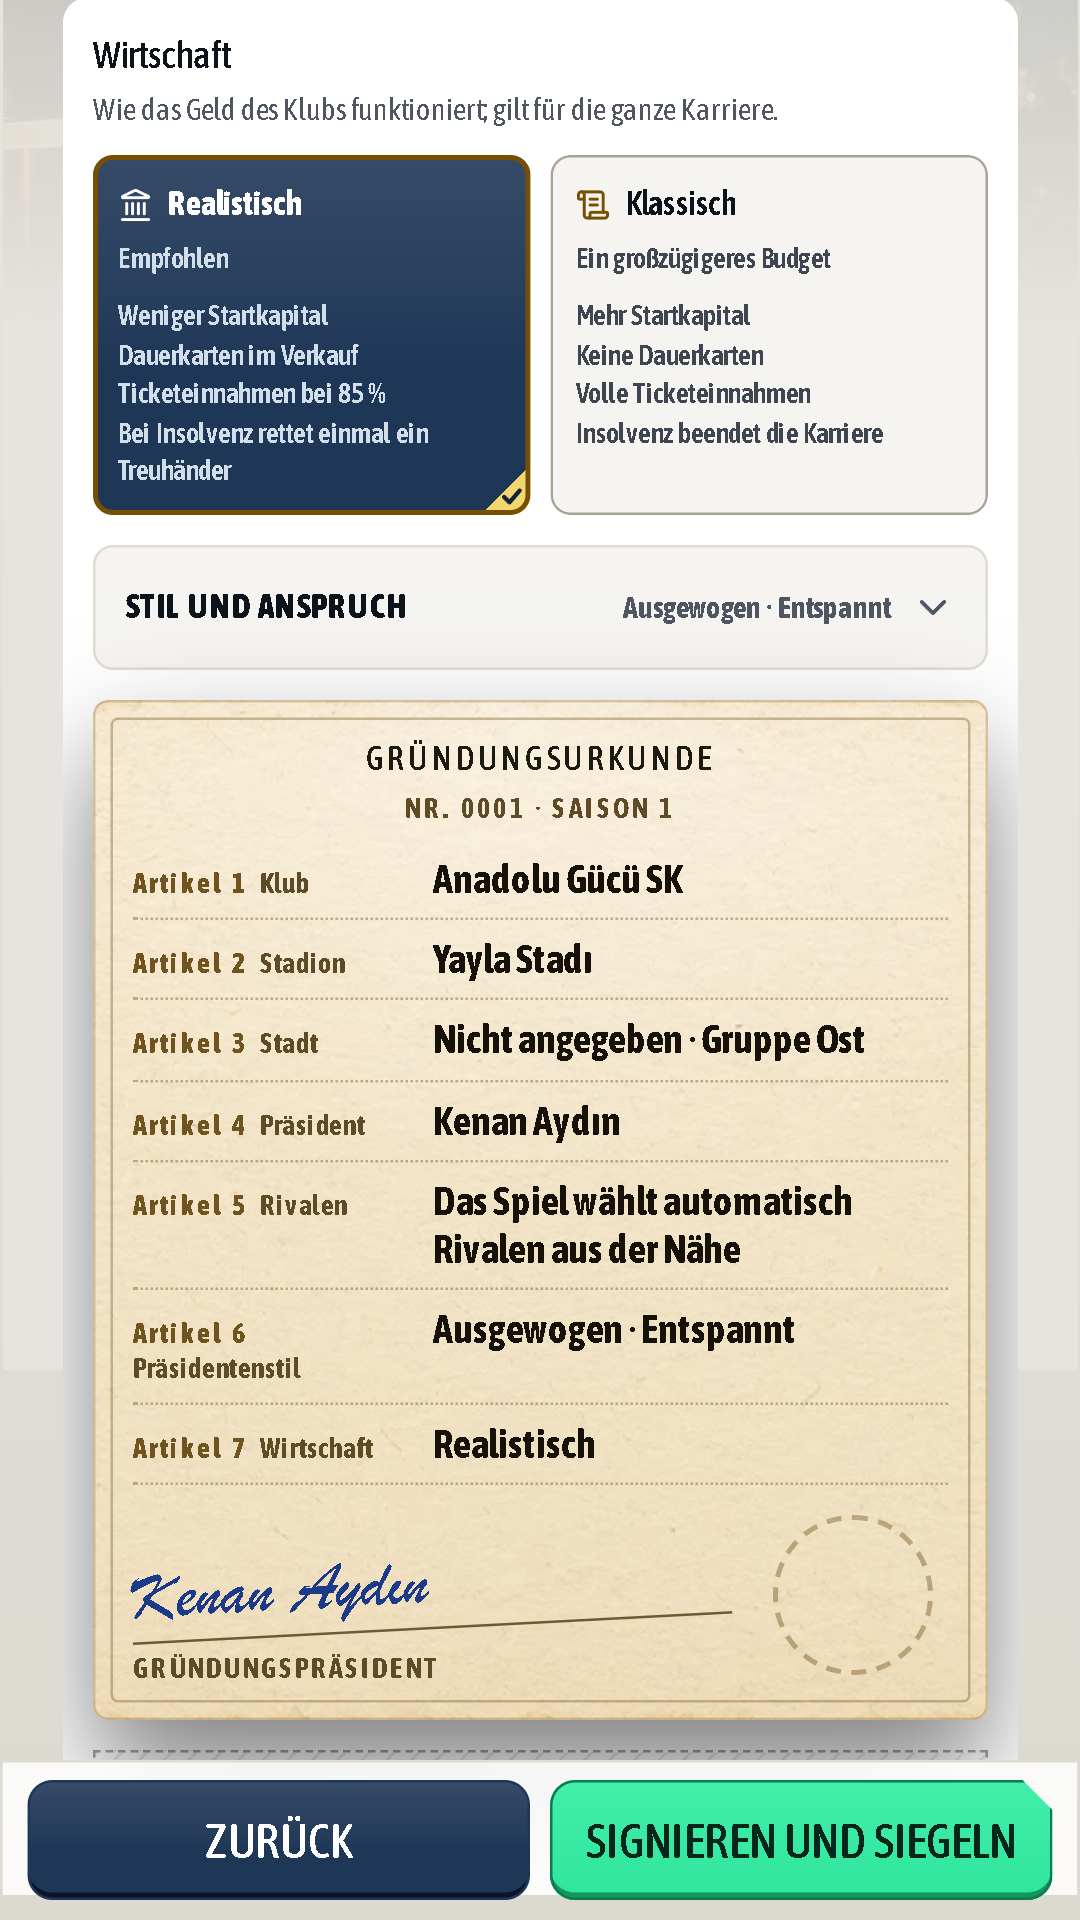 Wirtschaft
Wie das Geld des Klubs funktioniert; gilt für die ganze Karriere.
Realistisch
Empfohlen
Weniger Startkapital
Dauerkarten im Verkauf
Ticketeinnahmen bei 85 %
Bei Insolvenz rettet einmal ein
Treuhänder
Klassisch
Ein großzügigeres Budget
Mehr Startkapital
Keine Dauerkarten
Volle Ticketeinnahmen
Insolvenz beendet die Karriere
STIL UND ANSPRUCH
Ausgewogen · Entspannt
GRÜNDUNGSURKUNDE
NR. 0001 · SAISON 1
Artikel 1 Klub Anadolu Gücü SK
Artikel 2 Stadion Yayla Stadı
Artikel 3 Stadt Nicht angegeben · Gruppe Ost
Artikel 4 Präsident Kenan Aydın
Artikel 5 Rivalen Das Spiel wählt automatisch
Rivalen aus der Nähe
Artikel 6 Ausgewogen · Entspannt
Präsidentenstil
Artikel 7 Wirtschaft Realistisch
Kenan Aydın
GRÜNDUNGSPRÄSIDENT
ZURÜCK
SIGNIEREN UND SIEGELN